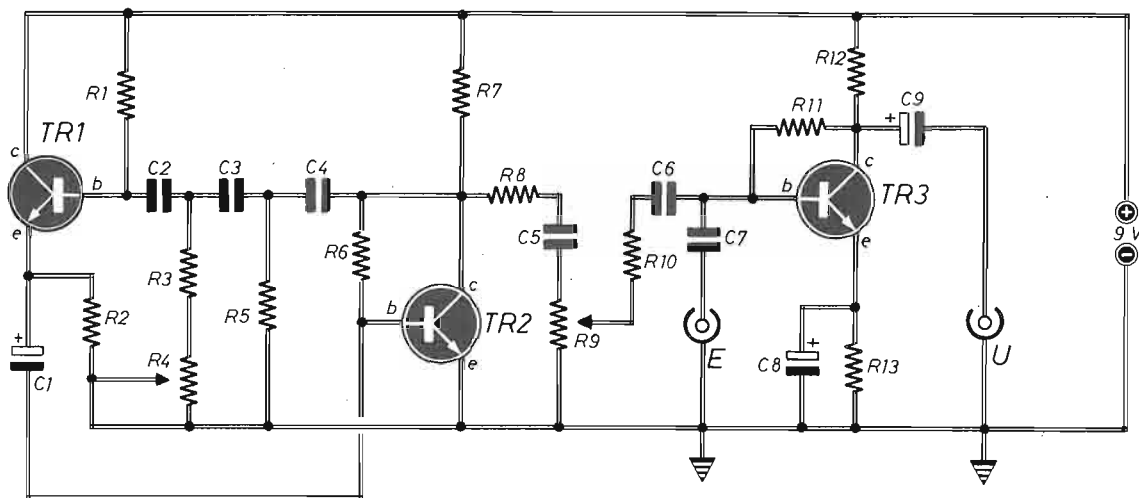 R1
R7
R12
C9
+
R11
TR1
c
b
e
C2
C3
C4
R8
C6
c
b
TR3
e
C5
C7
+
9 V
−
R3
R6
R10
R2
R5
c
b
TR2
e
R9
E
U
+
C1
R4
+
C8
R13